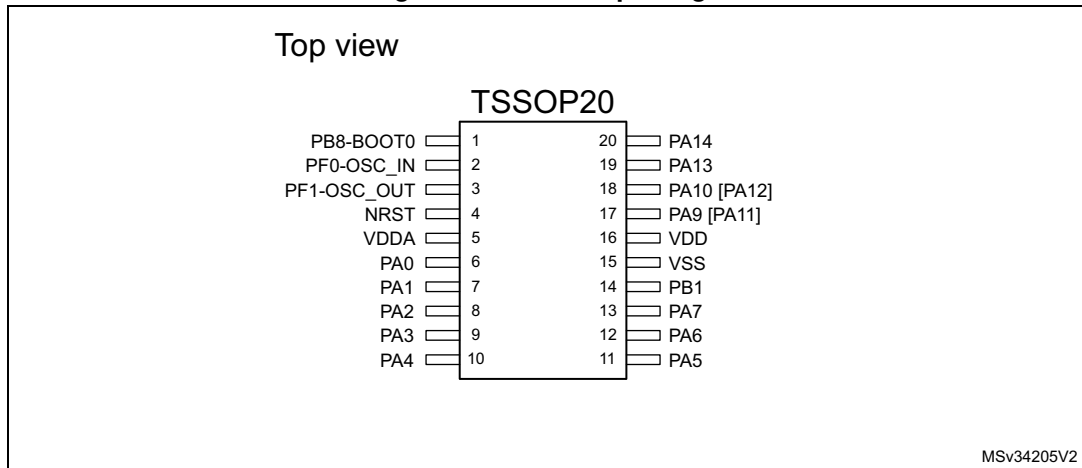 Top view
TSSOP20
PB8-BOOT0 1 20 PA14
PF0-OSC_IN 2 19 PA13
PF1-OSC_OUT 3 18 PA10 [PA12]
NRST 4 17 PA9 [PA11]
VDDA 5 16 VDD
PA0 6 15 VSS
PA1 7 14 PB1
PA2 8 13 PA7
PA3 9 12 PA6
PA4 10 11 PA5
MSv34205V2